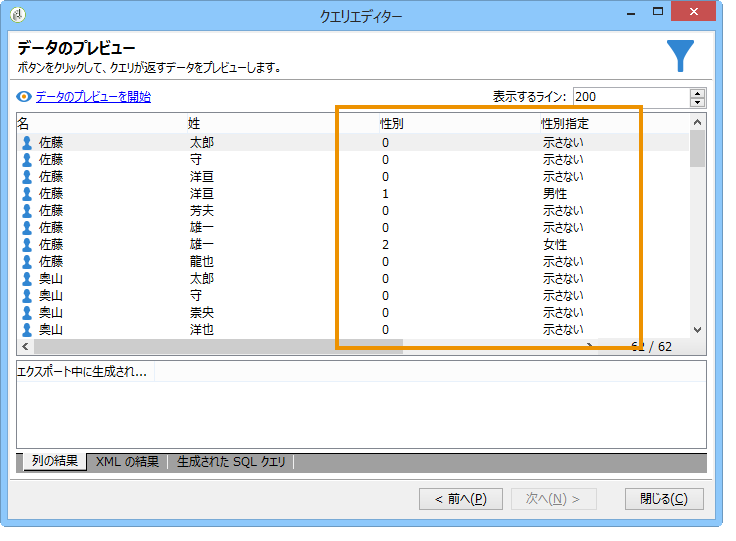 クエリエディター
データのプレビュー
ボタンをクリックして、クエリが返すデータをプレビューします。
データのプレビューを開始 表示するライン: 200
名 姓 性別 性別指定
佐藤 太郎 0 示さない
佐藤 守 0 示さない
佐藤 洋亘 0 示さない
佐藤 洋亘 1 男性
佐藤 芳夫 0 示さない
佐藤 雄一 0 示さない
佐藤 雄一 2 女性
佐藤 龍也 0 示さない
奥山 太郎 0 示さない
奥山 守 0 示さない
奥山 崇央 0 示さない
奥山 洋也 0 示さない
62 / 62
エクスポート中に生成され...
列の結果 XML の結果 生成された SQL クエリ
< 前へ(P) 次へ(N) > 閉じる(C)